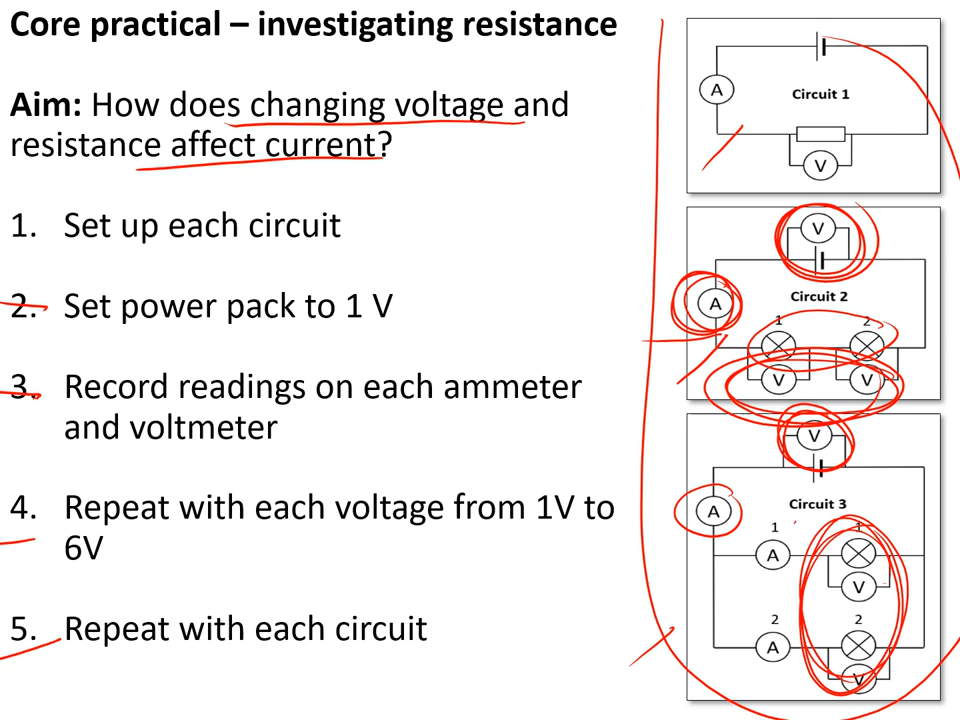 Core practical – investigating resistance
Aim: How does changing voltage and
resistance affect current?
1. Set up each circuit
2. Set power pack to 1 V
3. Record readings on each ammeter
and voltmeter
4. Repeat with each voltage from 1V to
6V
5. Repeat with each circuit
A
Circuit 1
V
V
A
Circuit 2
1 2
V V
V
A
Circuit 3
1 1
A
V
2 2
A
V